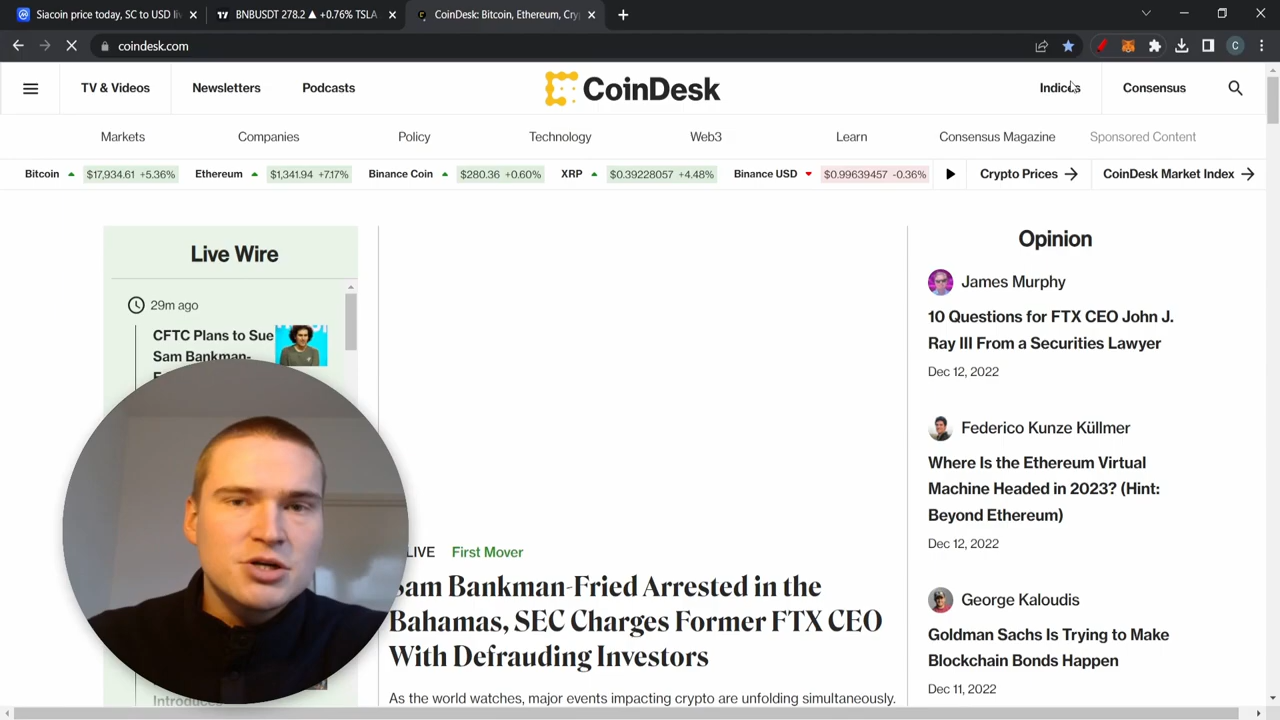 Siacoin price today, SC to USD li
BNBUSDT 278.2 ▲ +0.76% TSLA
CoinDesk: Bitcoin, Ethereum, Cry
coindesk.com
C
TV & Videos
Newsletters
Podcasts
CoinDesk
Indices
Consensus
Markets
Companies
Policy
Technology
Web3
Learn
Consensus Magazine
Sponsored Content
Bitcoin ▲ $17,934.61 +5.36%
Ethereum ▲ $1,341.94 +7.17%
Binance Coin ▲ $280.36 +0.60%
XRP ▲ $0.39228057 +4.48%
Binance USD ▼ $0.99639457 -0.36%
Crypto Prices →
CoinDesk Market Index →
Live Wire
29m ago
CFTC Plans to Sue
Sam Bankman-
Introduced
LIVE First Mover
Sam Bankman-Fried Arrested in the
Bahamas, SEC Charges Former FTX CEO
With Defrauding Investors
As the world watches, major events impacting crypto are unfolding simultaneously.
Opinion
James Murphy
10 Questions for FTX CEO John J.
Ray III From a Securities Lawyer
Dec 12, 2022
Federico Kunze Küllmer
Where Is the Ethereum Virtual
Machine Headed in 2023? (Hint:
Beyond Ethereum)
Dec 12, 2022
George Kaloudis
Goldman Sachs Is Trying to Make
Blockchain Bonds Happen
Dec 11, 2022